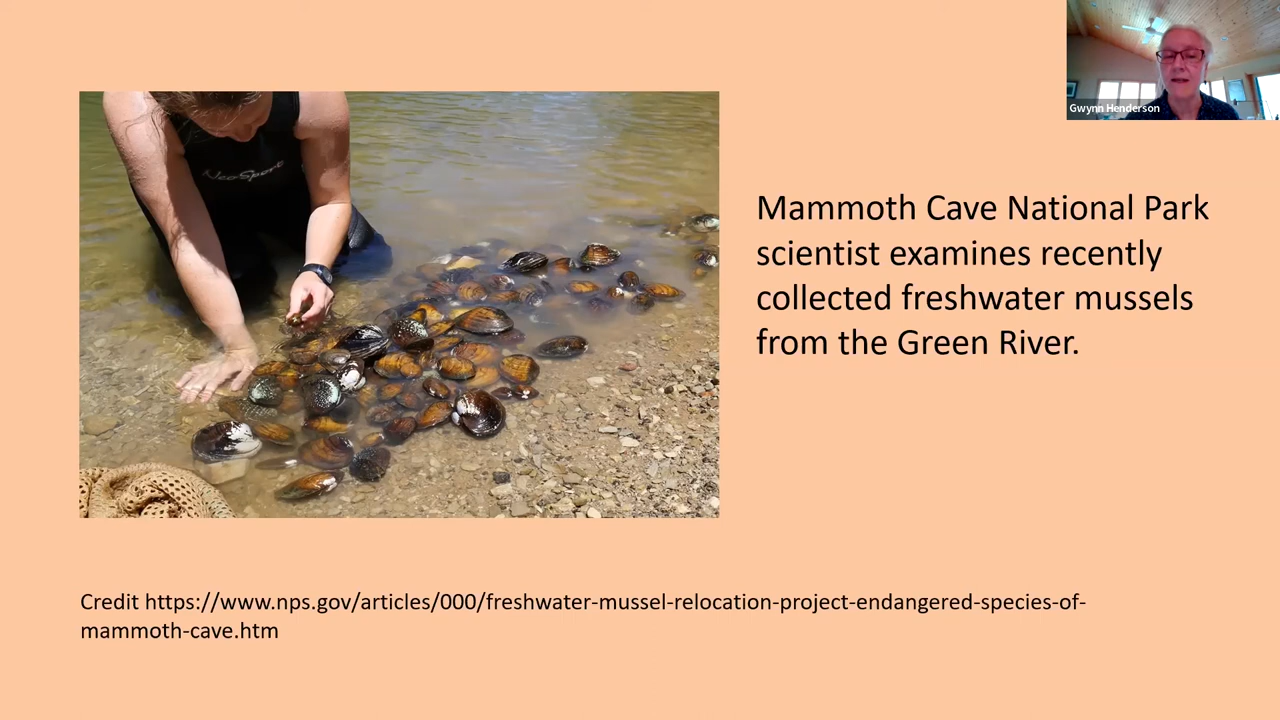 Gwynn Henderson
NeoSport
Mammoth Cave National Park
scientist examines recently
collected freshwater mussels
from the Green River.
Credit https://www.nps.gov/articles/000/freshwater-mussel-relocation-project-endangered-species-of-
mammoth-cave.htm